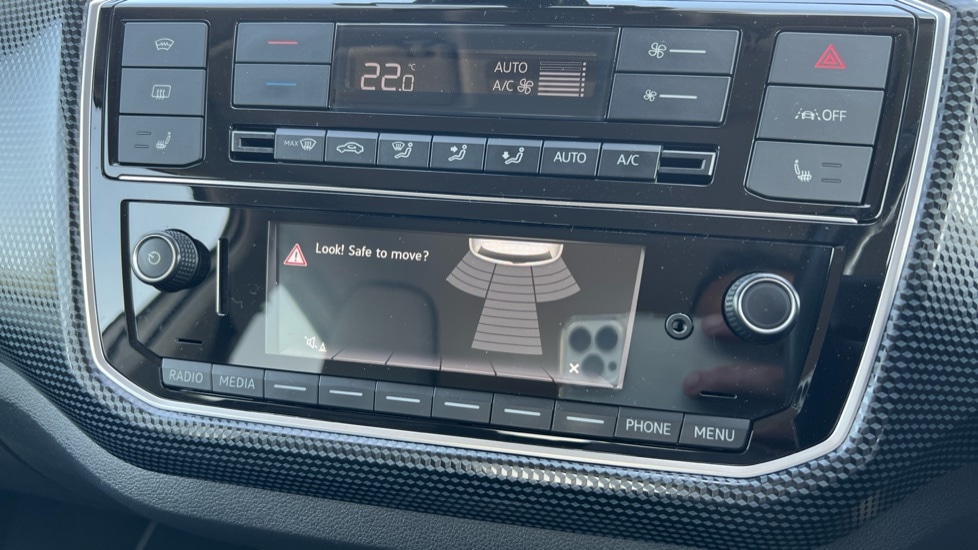 22.0 °C
AUTO
A/C
OFF
MAX
AUTO
A/C
Look! Safe to move?
RADIO
MEDIA
PHONE
MENU